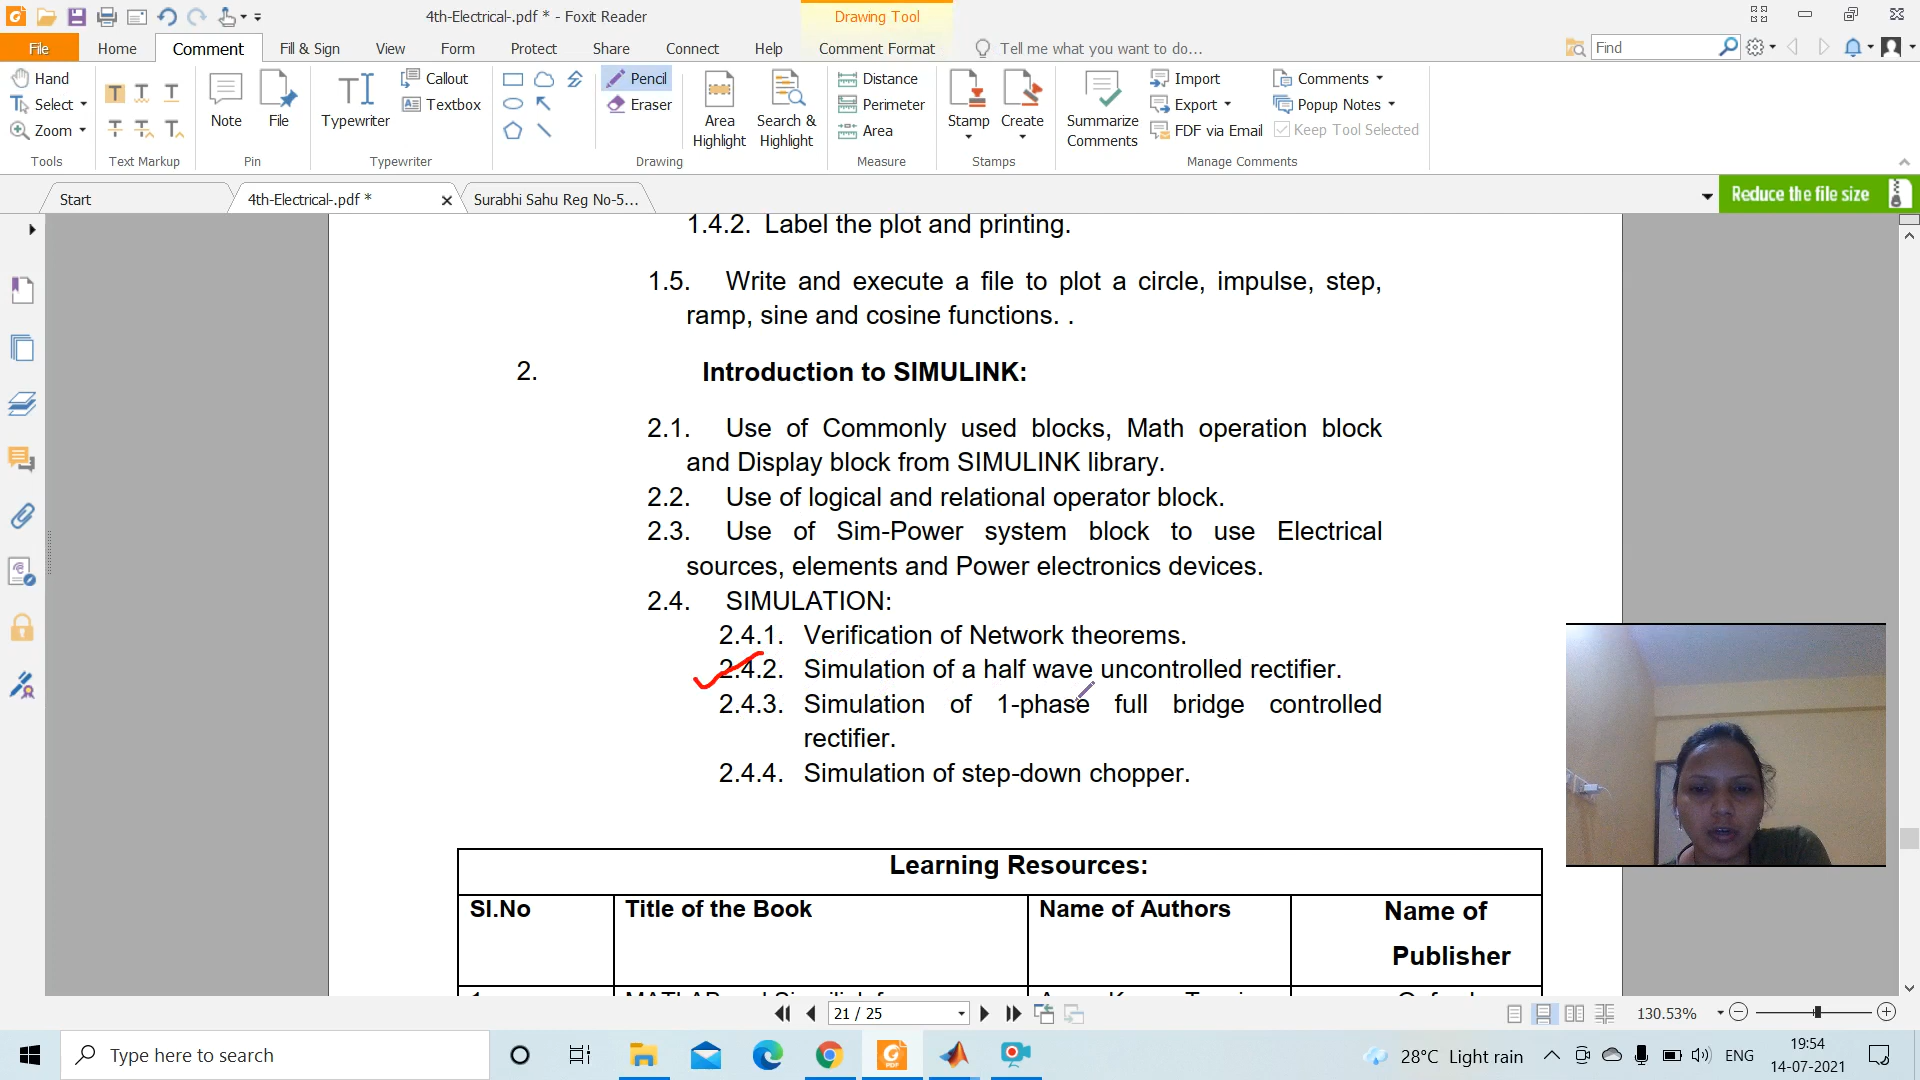 4th-Electrical-.pdf * - Foxit Reader
Drawing Tool
File Home Comment Fill & Sign View Form Protect Share Connect Help Comment Format Tell me what you want to do... Find
Hand
Select
Zoom
Tools
Text Markup
Note
File
Pin
Typewriter
Callout
Textbox
Typewriter
Pencil
Eraser
Drawing
Area Highlight
Search & Highlight
Distance
Perimeter
Area
Measure
Stamp
Create
Stamps
Summarize Comments
Import
Export
FDF via Email
Comments
Popup Notes
Keep Tool Selected
Manage Comments
Start
4th-Electrical-.pdf *
Surabhi Sahu Reg No-5...
Reduce the file size
1.4.2. Label the plot and printing.
1.5. Write and execute a file to plot a circle, impulse, step,
ramp, sine and cosine functions. .
2. Introduction to SIMULINK:
2.1. Use of Commonly used blocks, Math operation block
and Display block from SIMULINK library.
2.2. Use of logical and relational operator block.
2.3. Use of Sim-Power system block to use Electrical
sources, elements and Power electronics devices.
2.4. SIMULATION:
2.4.1. Verification of Network theorems.
2.4.2. Simulation of a half wave uncontrolled rectifier.
2.4.3. Simulation of 1-phase full bridge controlled
rectifier.
2.4.4. Simulation of step-down chopper.
Learning Resources:
Sl.No Title of the Book Name of Authors Name of
Publisher
21 / 25
130.53%
Type here to search
28°C Light rain
ENG
19:54
14-07-2021